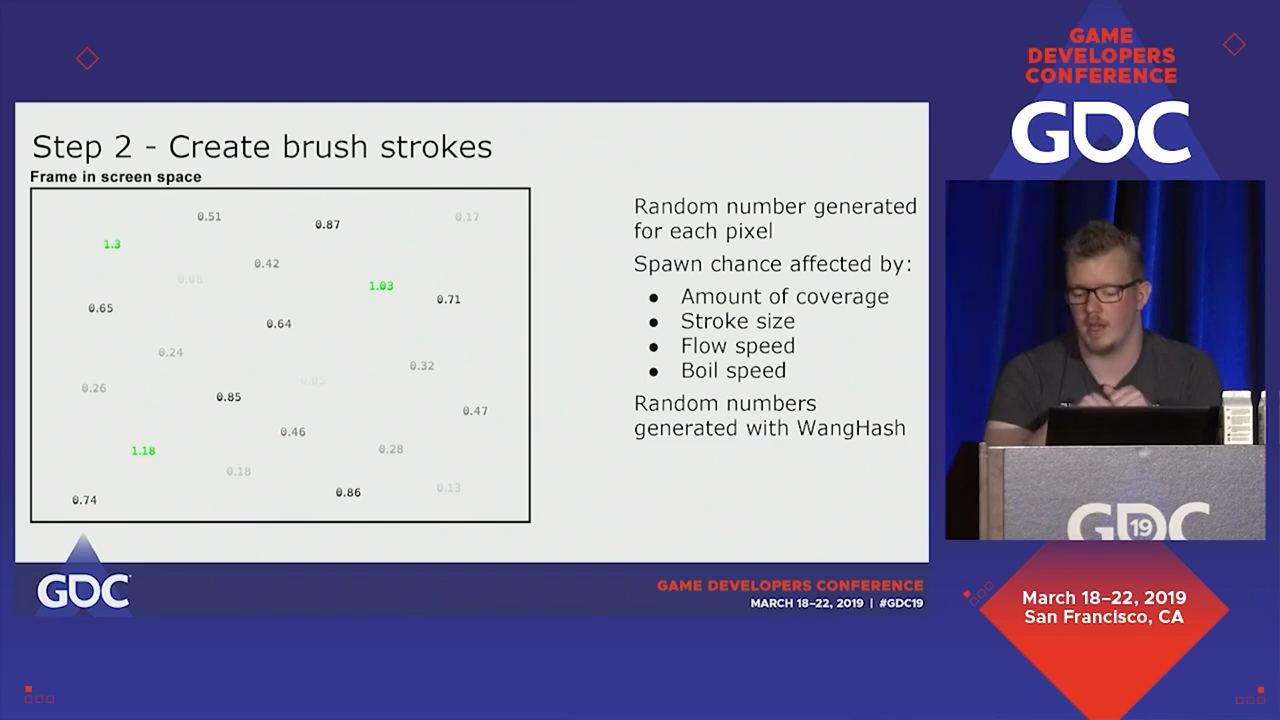 GAME
DEVELOPERS
CONFERENCE
GDC
Step 2 - Create brush strokes
Frame in screen space
0.51
0.87
0.17
1.3
0.42
0.08
1.03
0.71
0.65
0.64
0.24
0.32
0.26
0.05
0.85
0.47
0.46
1.18
0.28
0.18
0.13
0.74
0.86
Random number generated
for each pixel
Spawn chance affected by:
● Amount of coverage
● Stroke size
● Flow speed
● Boil speed
Random numbers
generated with WangHash
GDC
GAME DEVELOPERS CONFERENCE
MARCH 18–22, 2019 | #GDC19
GDC
19
March 18–22, 2019
San Francisco, CA